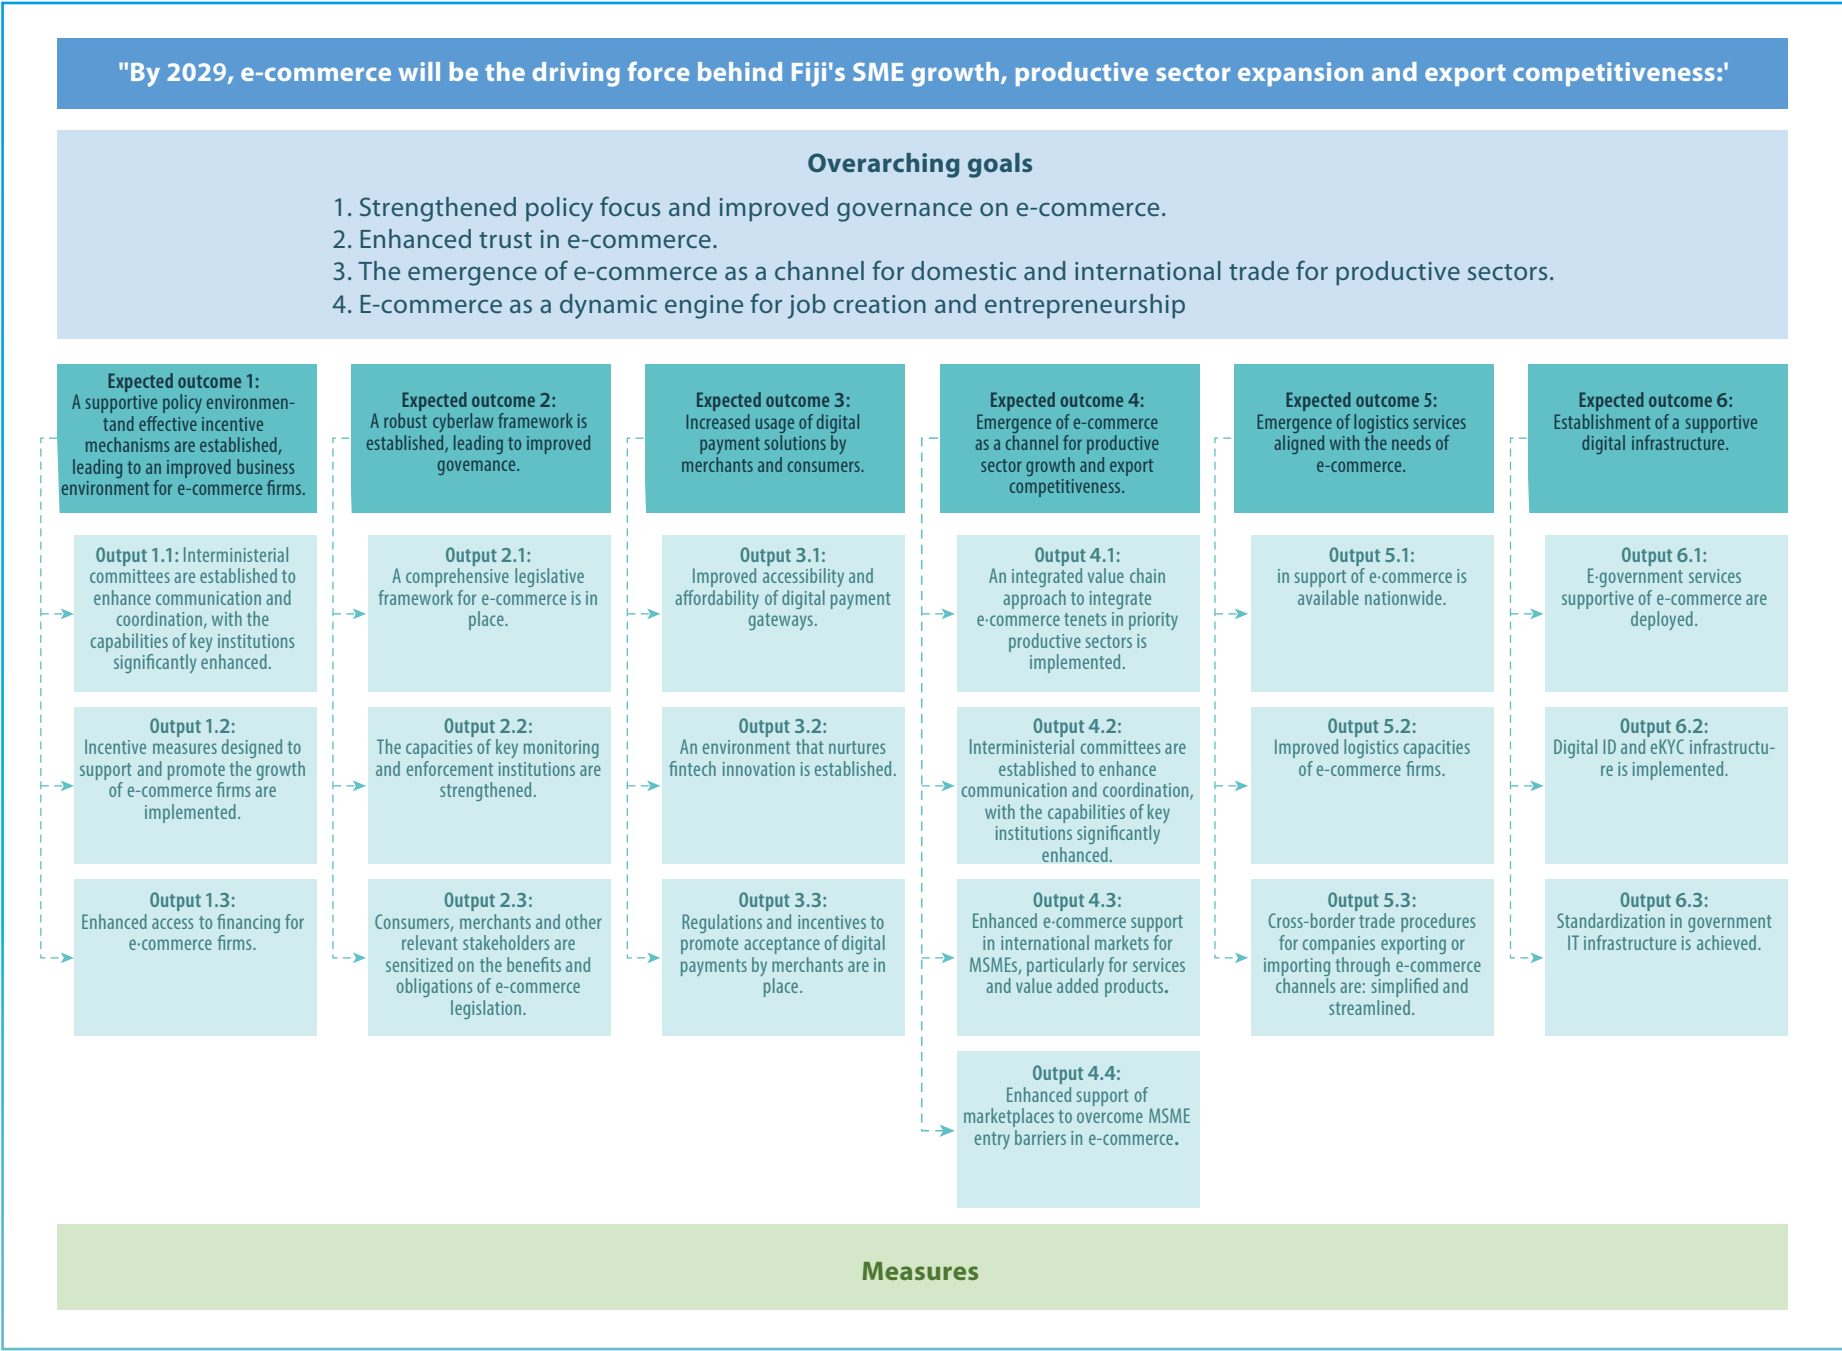 "By 2029, e-commerce will be the driving force behind Fiji's SME growth, productive sector expansion and export competitiveness:'
Overarching goals
1. Strengthened policy focus and improved governance on e-commerce.
2. Enhanced trust in e-commerce.
3. The emergence of e-commerce as a channel for domestic and international trade for productive sectors.
4. E-commerce as a dynamic engine for job creation and entrepreneurship
Expected outcome 1:
A supportive policy environmen-
tand effective incentive
mechanisms are established,
leading to an improved business
environment for e-commerce firms.
Output 1.1: Interministerial
committees are established to
enhance communication and
coordination, with the
capabilities of key institutions
significantly enhanced.
Output 1.2:
Incentive measures designed to
support and promote the growth
of e-commerce firms are
implemented.
Output 1.3:
Enhanced access to financing for
e·commerce firms.
Expected outcome 2:
A robust cyberlaw framework is
established, leading to improved
govemance.
Output 2.1:
A comprehensive legislative
framework for e-commerce is in
place.
Output 2.2:
The capacities of key monitoring
and enforcement institutions are
strengthened.
Output 2.3:
Consumers, merchants and other
relevant stakeholders are
sensitized on the benefits and
obligations of e-commerce
legislation.
Expected outcome 3:
Increased usage of digital
payment solutions by
merchants and consumers.
Output 3.1:
Improved accessibility and
affordability of digital payment
gateways.
Output 3.2:
An environment that nurtures
fintech innovation is established.
Output 3.3:
Regulations and incentives to
promote acceptance of digital
payments by merchants are in
place.
Expected outcome 4:
Emergence of e-commerce
as a channel for productive
sector growth and export
competitiveness.
Output 4.1:
An integrated value chain
approach to integrate
e·commerce tenets in priority
productive sectors is
implemented.
Output 4.2:
Interministerial committees are
established to enhance
communication and coordination,
with the capabilities of key
institutions significantly
enhanced.
Output 4.3:
Enhanced e·commerce support
in international markets for
MSMEs, particularly for services
and value added products.
Output 4.4:
Enhanced support of
marketplaces to overcome MSME
entry barriers in e-commerce.
Expected outcome 5:
Emergence of logistics services
aligned with the needs of
e-commerce.
Output 5.1:
in support of e·commerce is
available nationwide.
Output 5.2:
Improved logistics capacities
of e-commerce firms.
Output 5.3:
Cross-border trade procedures
for companies exporting or
importing through e-commerce
channels are: simplified and
streamlined.
Expected outcome 6:
Establishment of a supportive
digital infrastructure.
Output 6.1:
E·government services
supportive of e-commerce are
deployed.
Output 6.2:
Digital ID and eKYC infrastructu-
re is implemented.
Output 6.3:
Standardization in government
IT infrastructure is achieved.
Measures